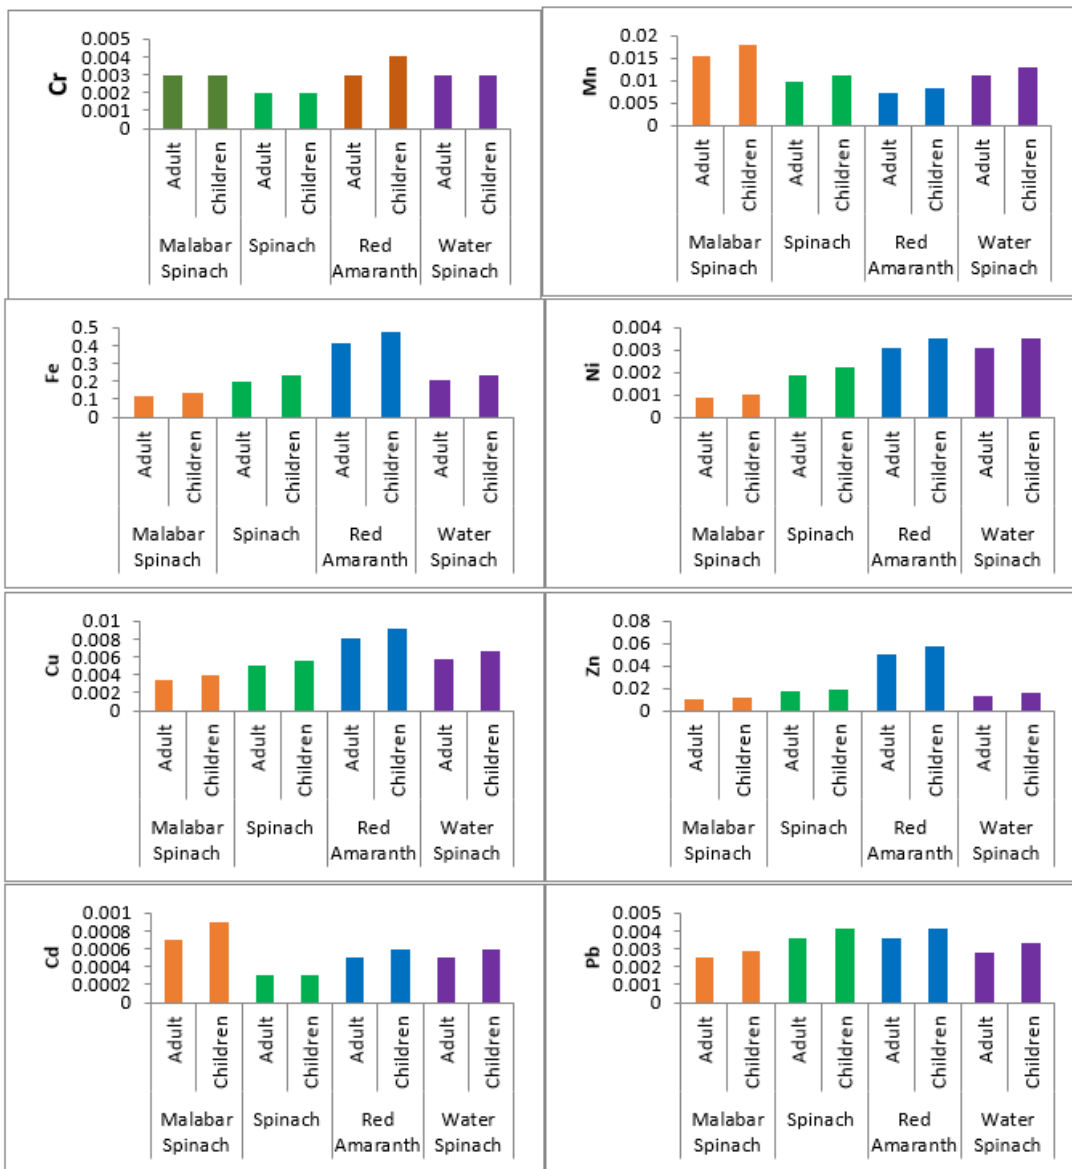 Cr
0.005
0.004
0.003
0.002
0.001
0
Adult
Children
Adult
Children
Adult
Children
Adult
Children
Malabar Spinach
Spinach
Red Amaranth
Water Spinach
Mn
0.02
0.015
0.01
0.005
0
Adult
Children
Adult
Children
Adult
Children
Adult
Children
Malabar Spinach
Spinach
Red Amaranth
Water Spinach
Fe
0.5
0.4
0.3
0.2
0.1
0
Adult
Children
Adult
Children
Adult
Children
Adult
Children
Malabar Spinach
Spinach
Red Amaranth
Water Spinach
Ni
0.004
0.003
0.002
0.001
0
Adult
Children
Adult
Children
Adult
Children
Adult
Children
Malabar Spinach
Spinach
Red Amaranth
Water Spinach
Cu
0.01
0.008
0.006
0.004
0.002
0
Adult
Children
Adult
Children
Adult
Children
Adult
Children
Malabar Spinach
Spinach
Red Amaranth
Water Spinach
Zn
0.08
0.06
0.04
0.02
0
Adult
Children
Adult
Children
Adult
Children
Adult
Children
Malabar Spinach
Spinach
Red Amaranth
Water Spinach
Cd
0.001
0.0008
0.0006
0.0004
0.0002
0
Adult
Children
Adult
Children
Adult
Children
Adult
Children
Malabar Spinach
Spinach
Red Amaranth
Water Spinach
Pb
0.005
0.004
0.003
0.002
0.001
0
Adult
Children
Adult
Children
Adult
Children
Adult
Children
Malabar Spinach
Spinach
Red Amaranth
Water Spinach